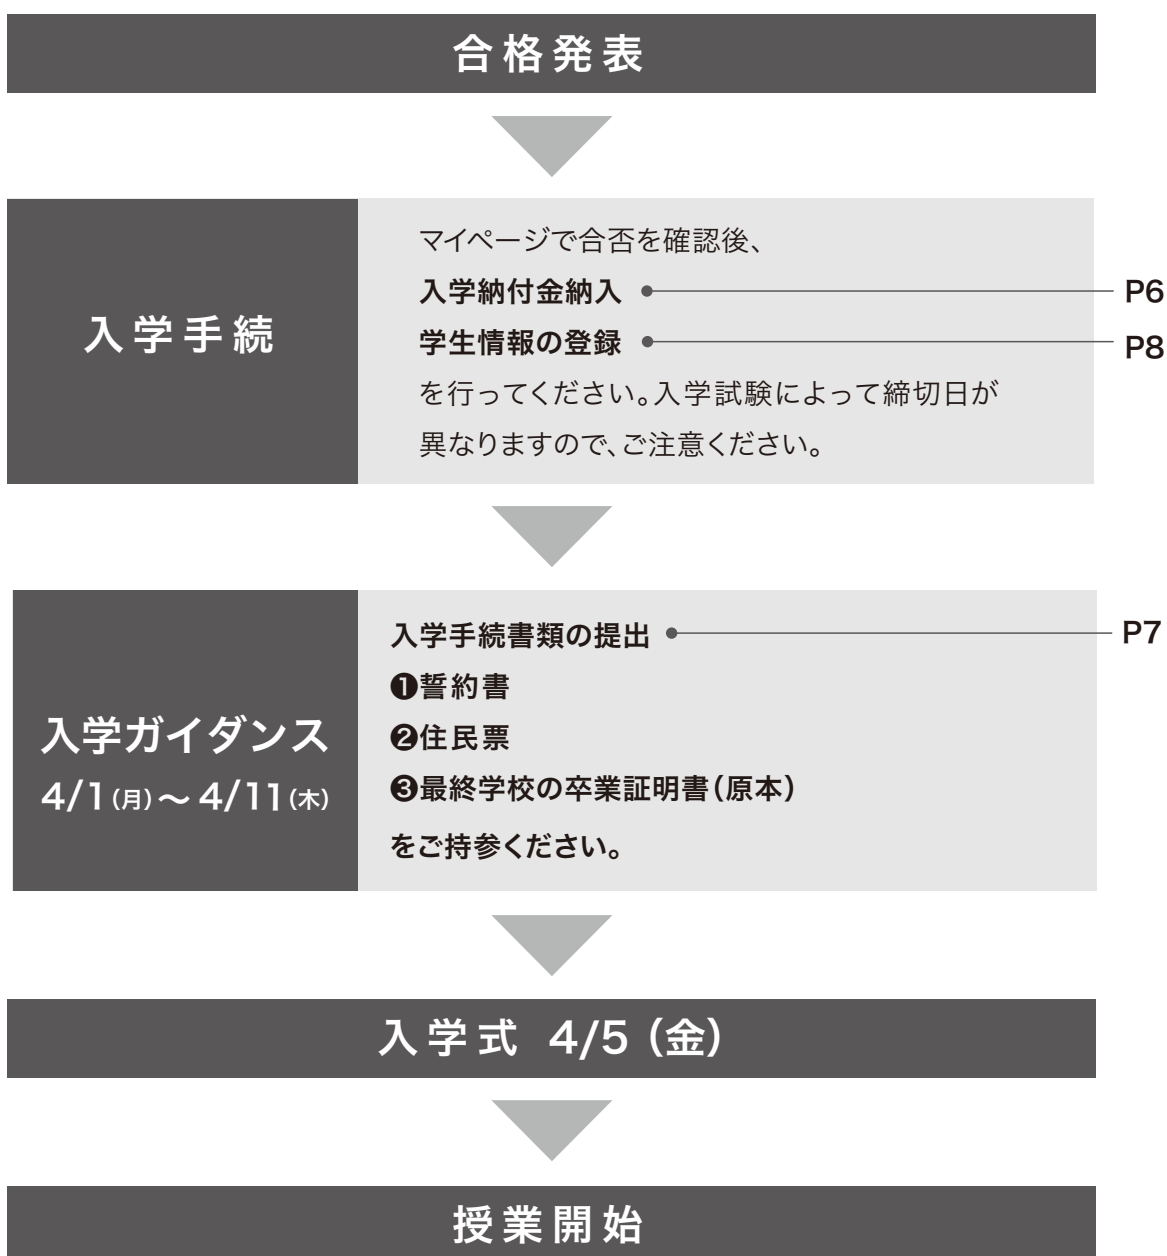 合格発表
入学手続
マイページで合否を確認後、
入学納付金納入 P6
学生情報の登録 P8
を行ってください。入学試験によって締切日が
異なりますので、ご注意ください。
入学ガイダンス
4/1(月)～4/11(木)
入学手続書類の提出 P7
❶誓約書
❷住民票
❸最終学校の卒業証明書(原本)
をご持参ください。
入学式 4/5(金)
授業開始